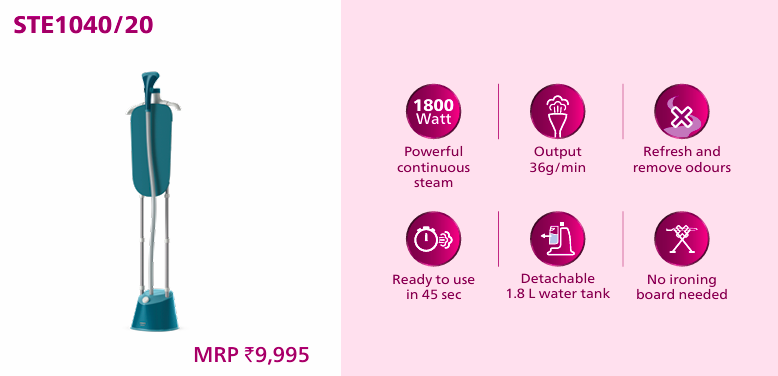 STE1040/20
MRP ₹9,995
1800
Watt
Powerful
continuous
steam
Output
36g/min
Refresh and
remove odours
Ready to use
in 45 sec
Detachable
1.8 L water tank
No ironing
board needed